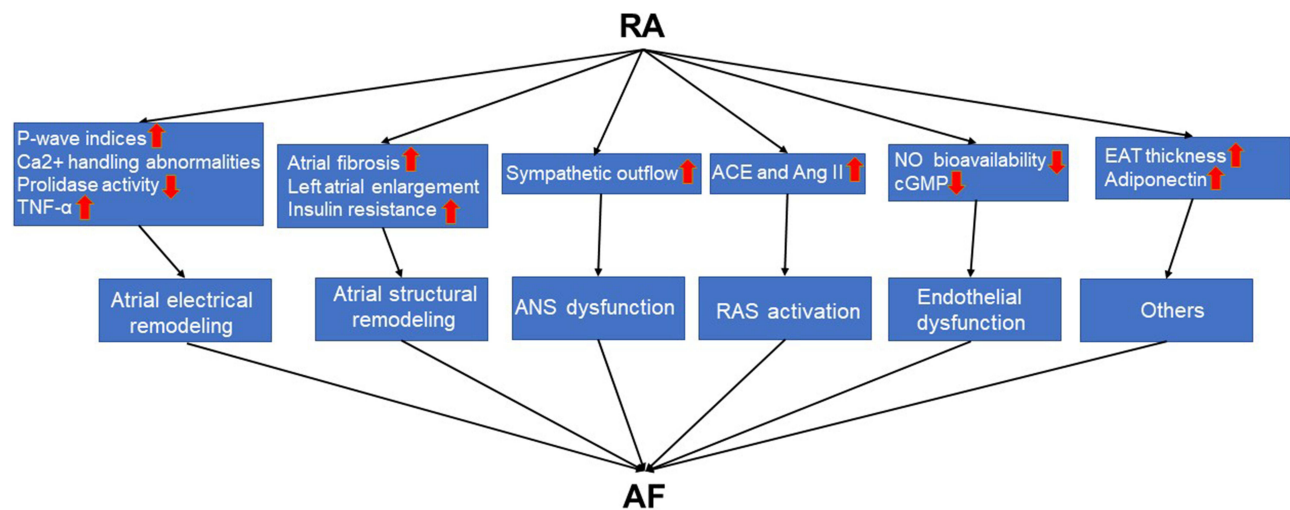 RA
P-wave indices
Ca2+ handling abnormalities
Prolidase activity
TNF-α
Atrial fibrosis
Left atrial enlargement
Insulin resistance
Sympathetic outflow
ACE and Ang II
NO bioavailability
cGMP
EAT thickness
Adiponectin
Atrial electrical
remodeling
Atrial structural
remodeling
ANS dysfunction
RAS activation
Endothelial
dysfunction
Others
AF